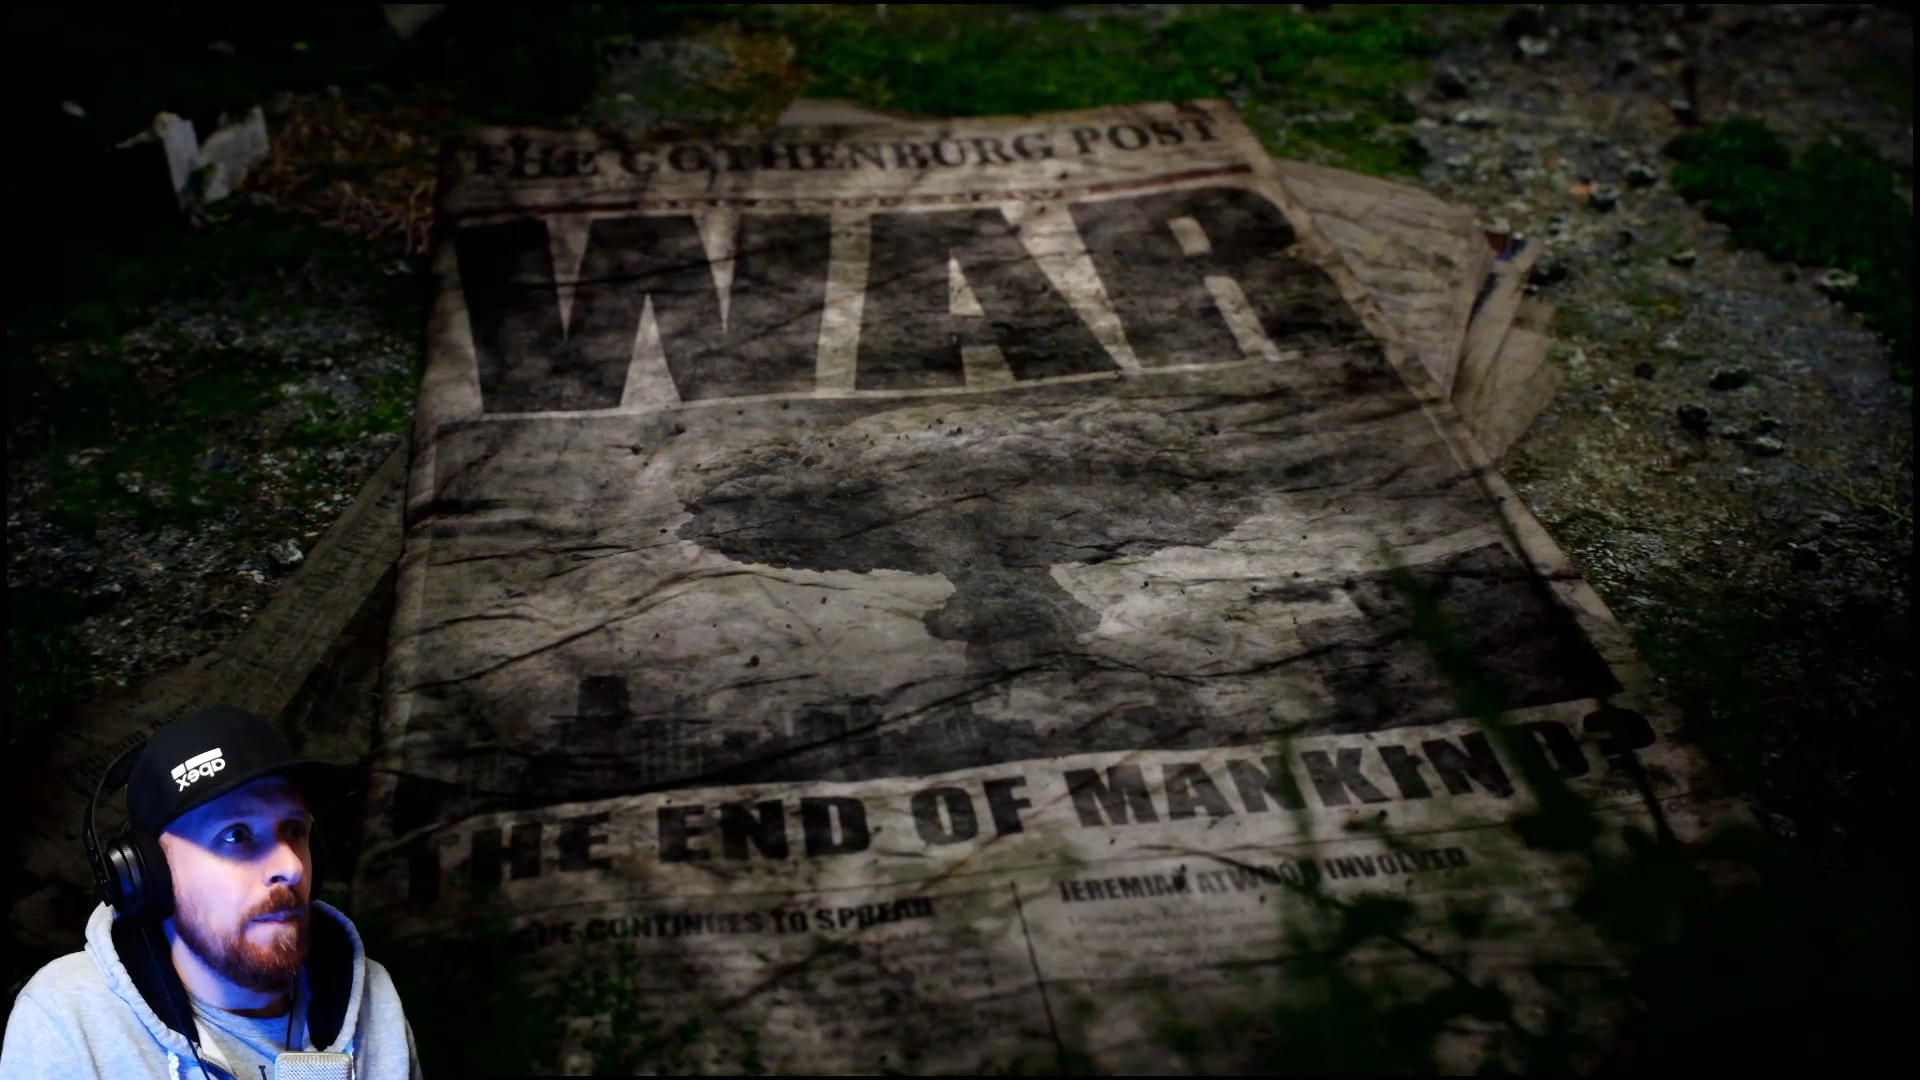 THE GOTHENBURG POST
WAR
THE END OF MANKIND?
JEREMIAH ATWOOD INVOLVED
CONTINUES TO SPREAD
apex